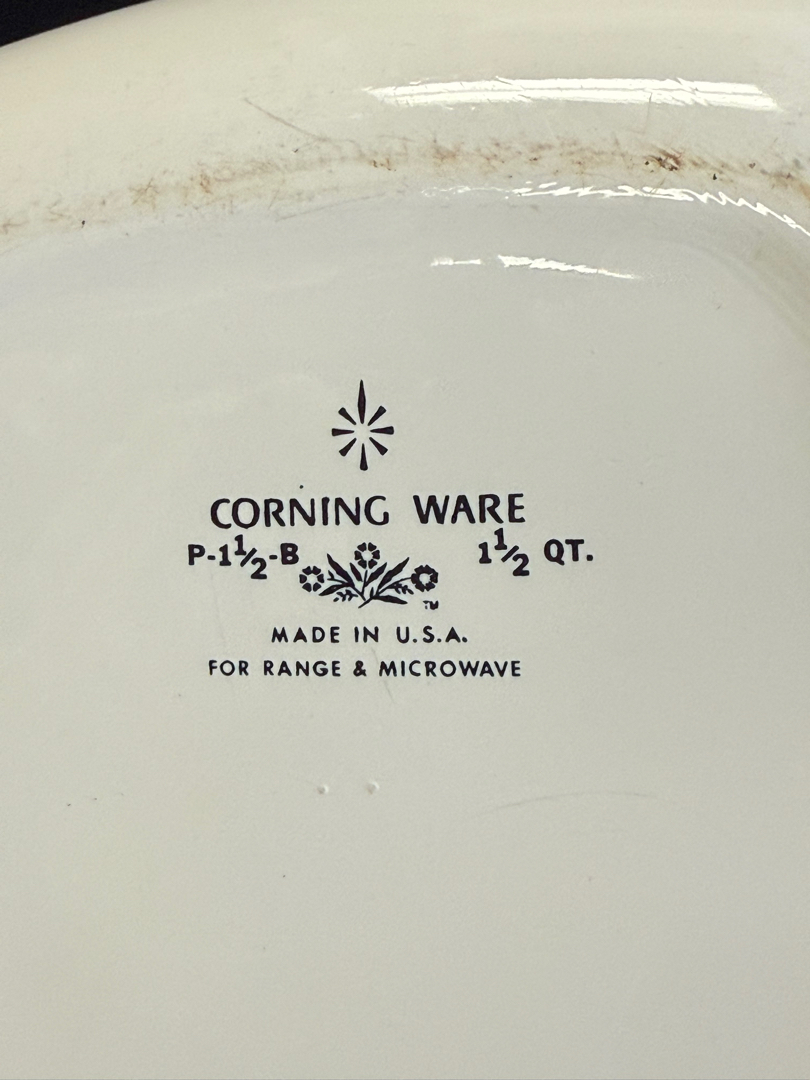 CORNING WARE
P-1½-B 1½ QT.
TM
MADE IN U.S.A.
FOR RANGE & MICROWAVE